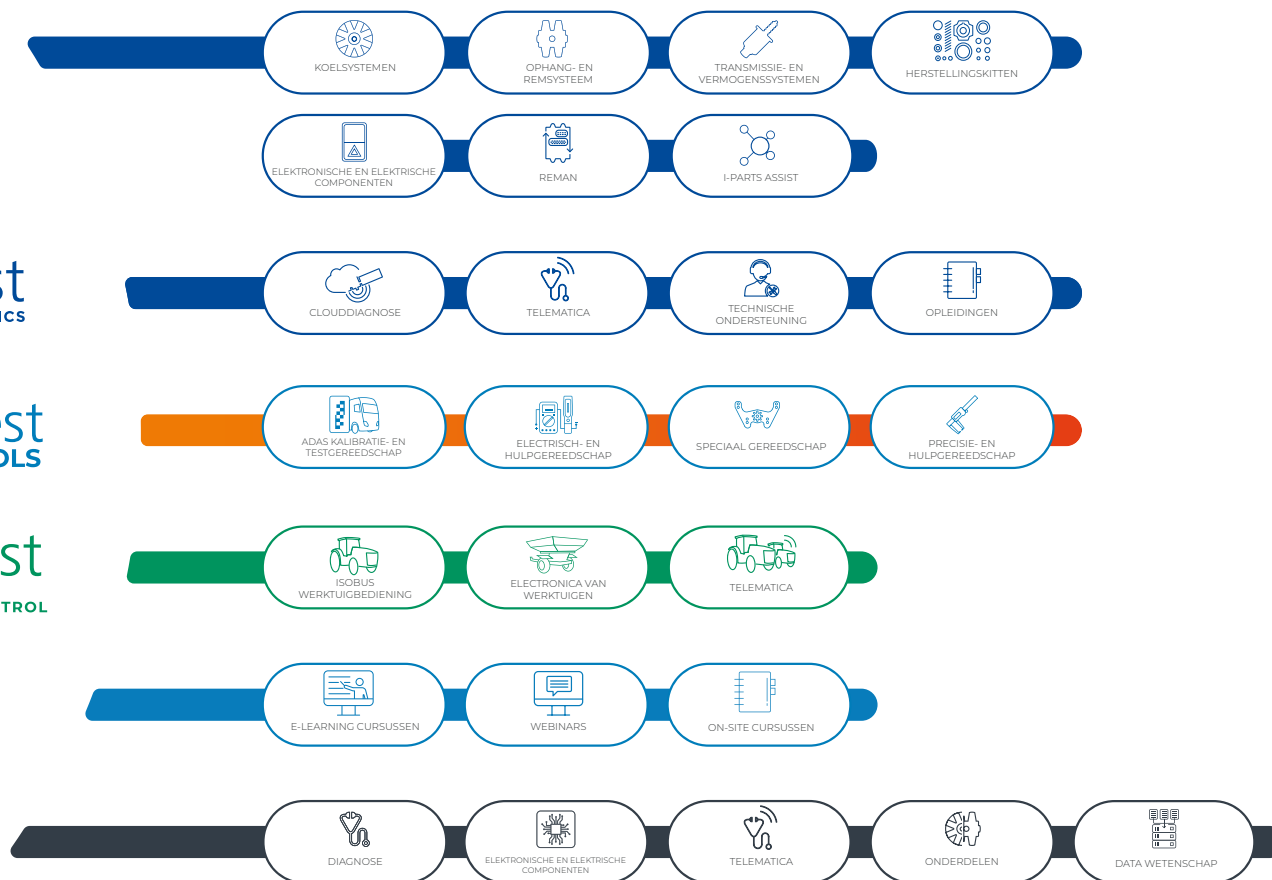 KOELSYSTEMEN
OPHANG- EN
REMSYSTEEM
TRANSMISSIE- EN
VERMOGENSSYSTEMEN
HERSTELLINGSKITTEN
ELEKTRONISCHE EN ELEKTRISCHE
COMPONENTEN
REMAN
I-PARTS ASSIST
st
ICS
CLOUDDIAGNOSE
TELEMATICA
TECHNISCHE
ONDERSTEUNING
OPLEIDINGEN
est
OLS
ADAS KALIBRATIE- EN
TESTGEREEDSCHAP
ELECTRISCH- EN
HULPGEREEDSCHAP
SPECIAAL GEREEDSCHAP
PRECISIE- EN
HULPGEREEDSCHAP
st
TROL
ISOBUS
WERKTUIGBEDIENING
ELECTRONICA VAN
WERKTUIGEN
TELEMATICA
E-LEARNING CURSUSSEN
WEBINARS
ON-SITE CURSUSSEN
DIAGNOSE
ELEKTRONISCHE EN ELEKTRISCHE
COMPONENTEN
TELEMATICA
ONDERDELEN
DATA WETENSCHAP